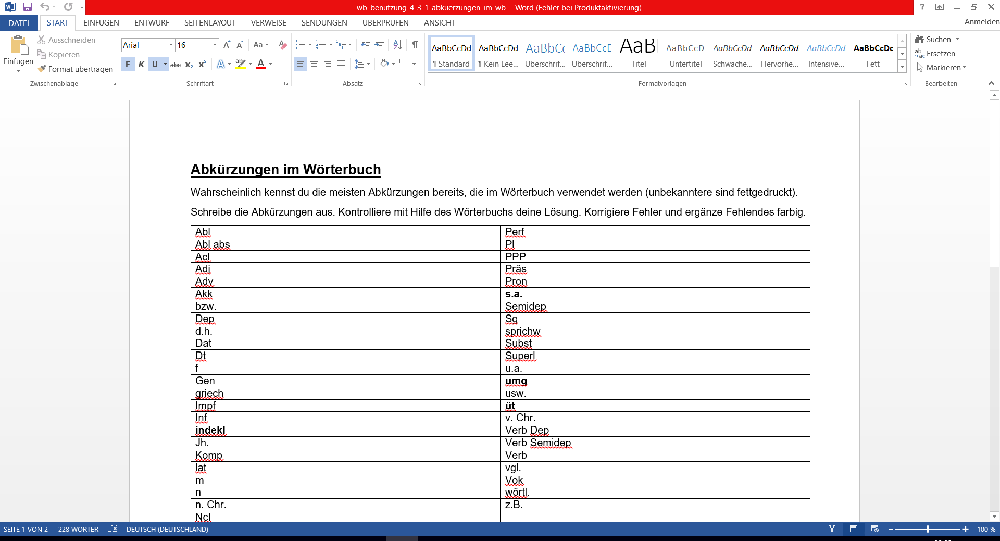 wb-benutzung_4_3_1_abkuerzungen_im_wb - Word (Fehler bei Produktaktivierung)
DATEI START EINFÜGEN ENTWURF SEITENLAYOUT VERWEISE SENDUNGEN ÜBERPRÜFEN ANSICHT Anmelden
Einfügen
Ausschneiden
Kopieren
Format übertragen
Zwischenablage
Arial 16
F K U abc x₂ x²
Schriftart
Absatz
AaBbCcDd AaBbCcDd AaBbCc AaBbCcD AaBl AaBbCcD AaBbCcDd AaBbCcDd AaBbCcDd AaBbCcDc
¶ Standard ¶ Kein Lee... Überschrif... Überschrif... Titel Untertitel Schwache... Hervorhe... Intensive... Fett
Formatvorlagen
Suchen
Ersetzen
Markieren
Bearbeiten
Abkürzungen im Wörterbuch
Wahrscheinlich kennst du die meisten Abkürzungen bereits, die im Wörterbuch verwendet werden (unbekanntere sind fettgedruckt).
Schreibe die Abkürzungen aus. Kontrolliere mit Hilfe des Wörterbuchs deine Lösung. Korrigiere Fehler und ergänze Fehlendes farbig.
Abl Perf
Abl abs Pl
AcI PPP
Adj Präs
Adv Pron
Akk s.a.
bzw. Semidep
Dep Sg
d.h. sprichw
Dat Subst
Dt Superl
f u.a.
Gen umg
griech usw.
Impf üt
Inf v. Chr.
indekl Verb Dep
Jh. Verb Semidep
Komp Verb
lat vgl.
m Vok
n wörtl.
n. Chr. z.B.
NcI
SEITE 1 VON 2 228 WÖRTER DEUTSCH (DEUTSCHLAND) 100 %